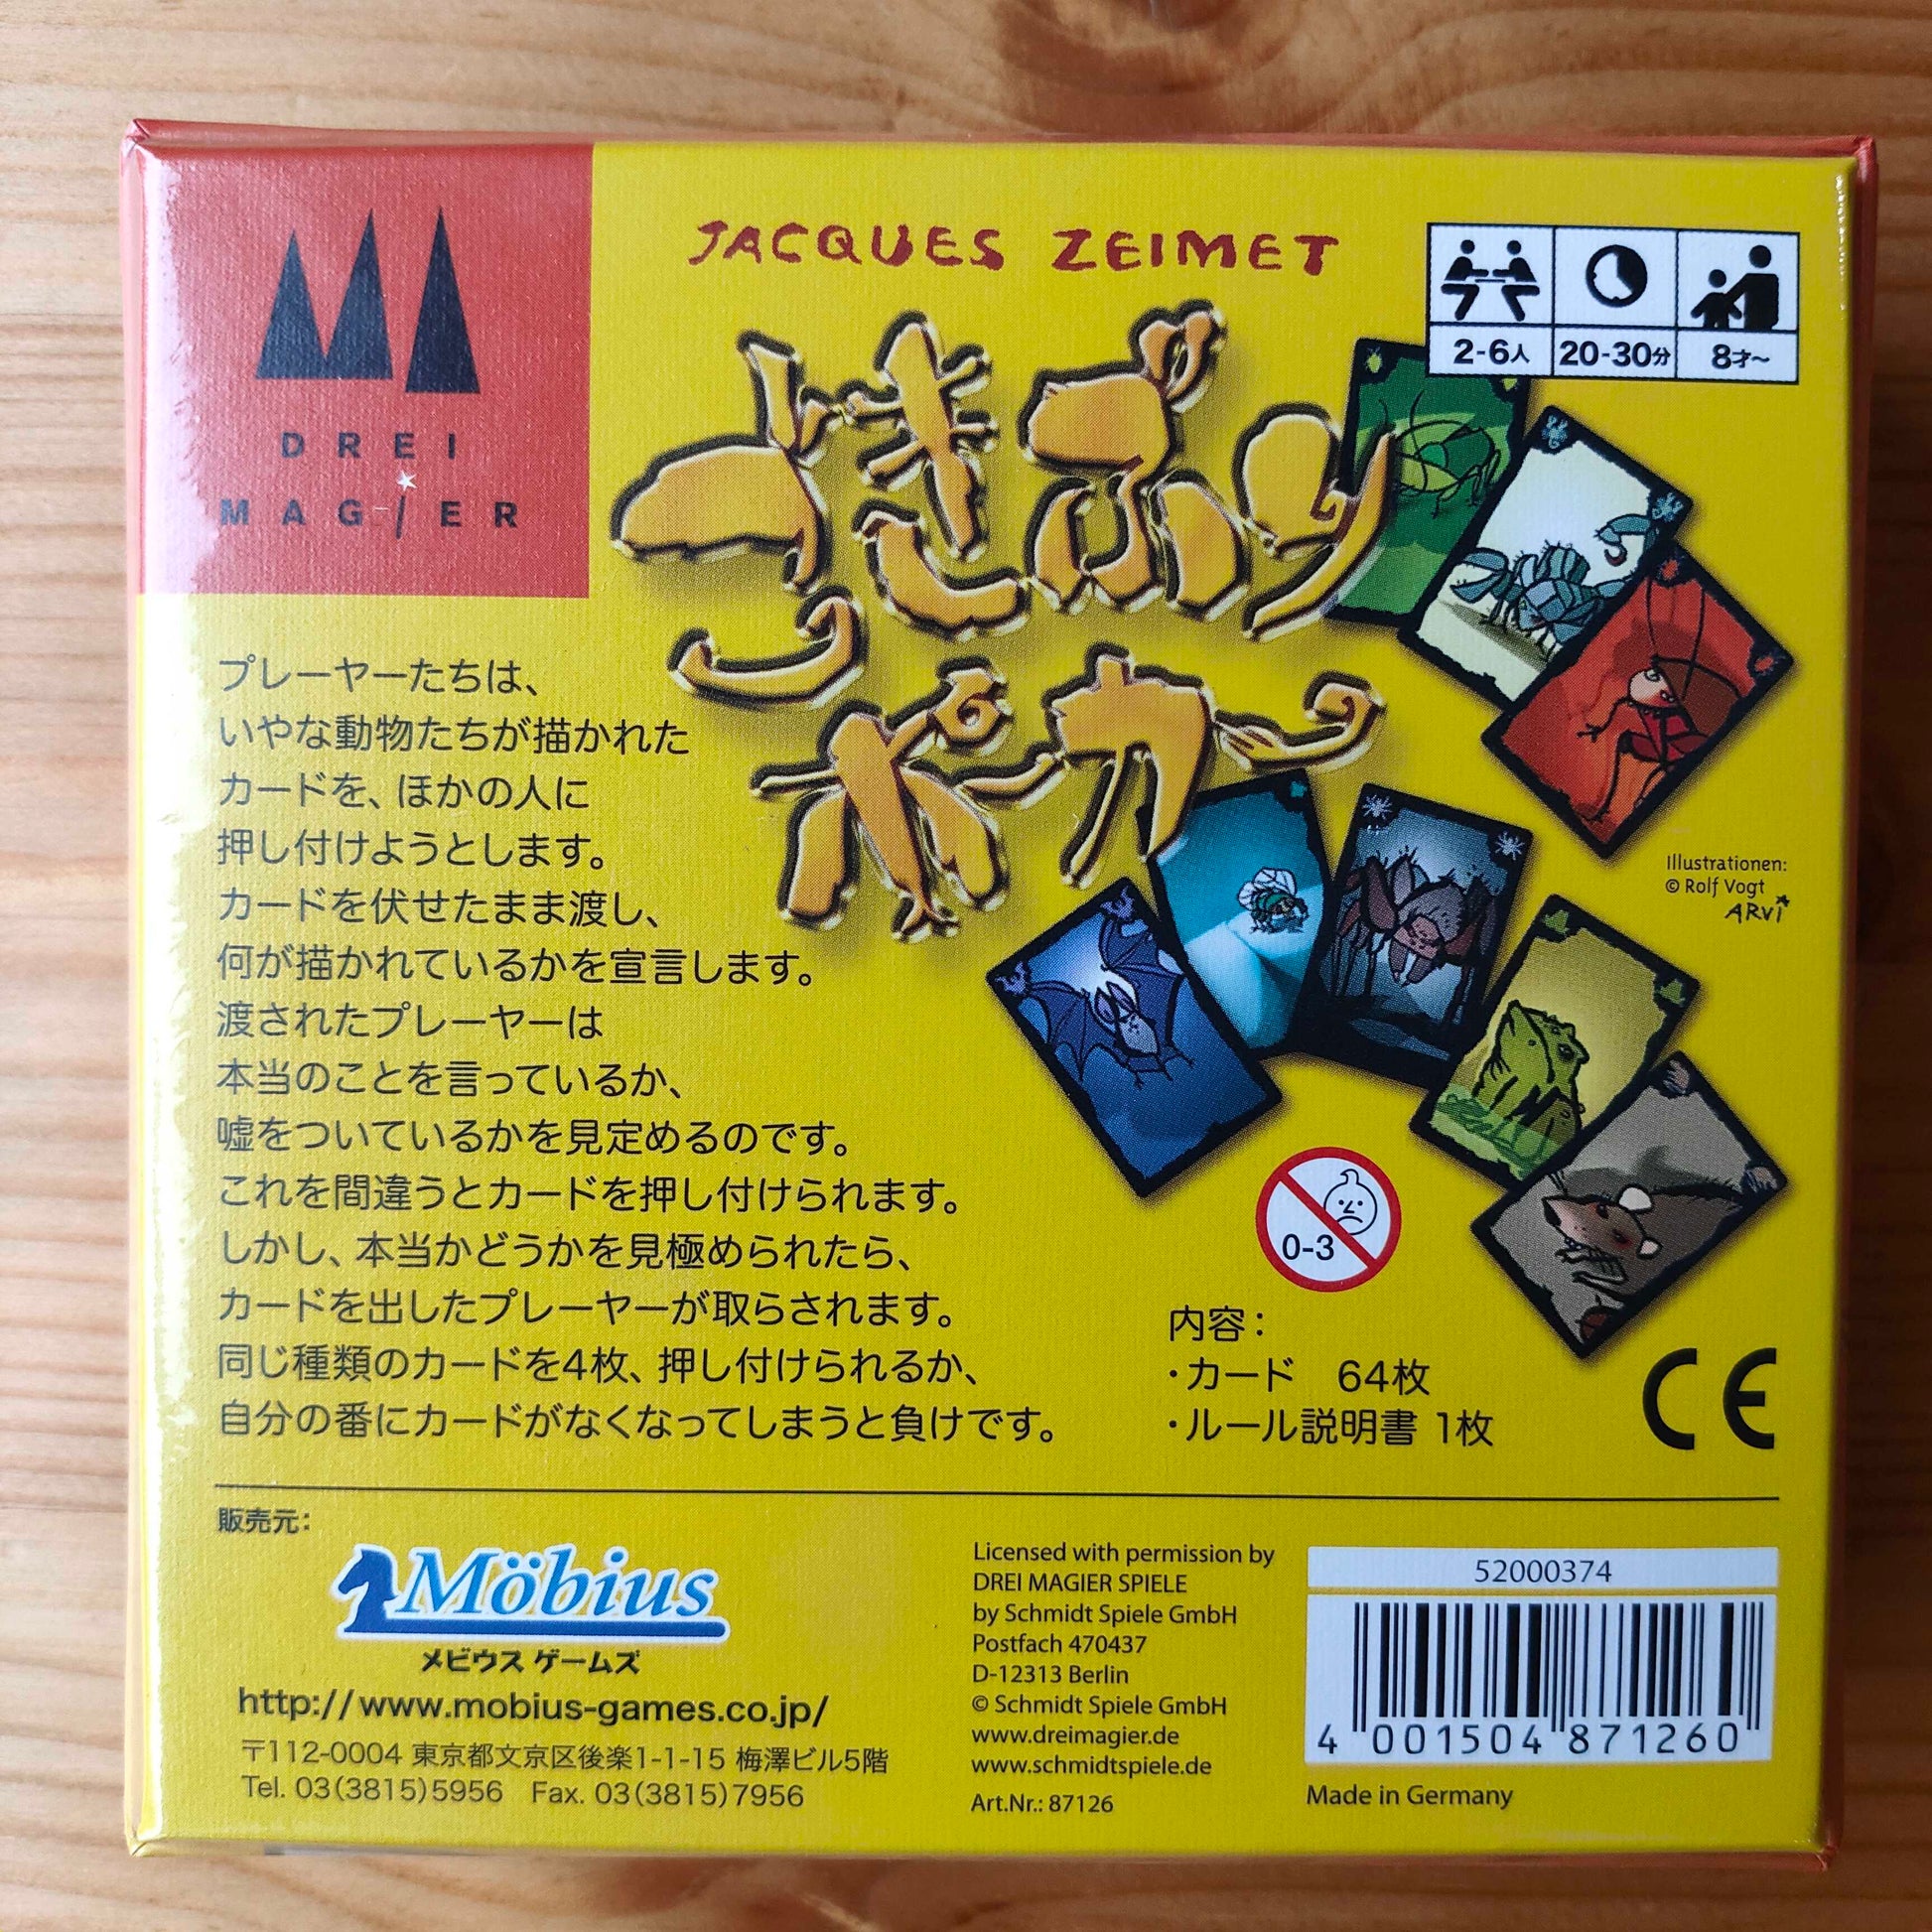 DREI
MAGIER
JACQUES ZEIMET
ごきぶり
ポーカー
2-6人
20-30分
8才~
Illustrationen:
© Rolf Vogt
ARVi
プレーヤーたちは、
いやな動物たちが描かれた
カードを、ほかの人に
押し付けようとします。
カードを伏せたまま渡し、
何が描かれているかを宣言します。
渡されたプレーヤーは
本当のことを言っているか、
嘘をついているかを見定めるのです。
これを間違うとカードを押し付けられます。
しかし、本当かどうかを見極められたら、
カードを出したプレーヤーが取らされます。
同じ種類のカードを4枚、押し付けられるか、
自分の番にカードがなくなってしまうと負けです。
0-3
内容:
・カード 64枚
・ルール説明書 1枚
CE
販売元:
Möbius
メビウス ゲームズ
http://www.mobius-games.co.jp/
〒112-0004 東京都文京区後楽1-1-15 梅澤ビル5階
Tel. 03(3815)5956 Fax. 03(3815)7956
Licensed with permission by
DREI MAGIER SPIELE
by Schmidt Spiele GmbH
Postfach 470437
D-12313 Berlin
© Schmidt Spiele GmbH
www.dreimagier.de
www.schmidtspiele.de
Art.Nr.: 87126
52000374
4 001504 871260
Made in Germany